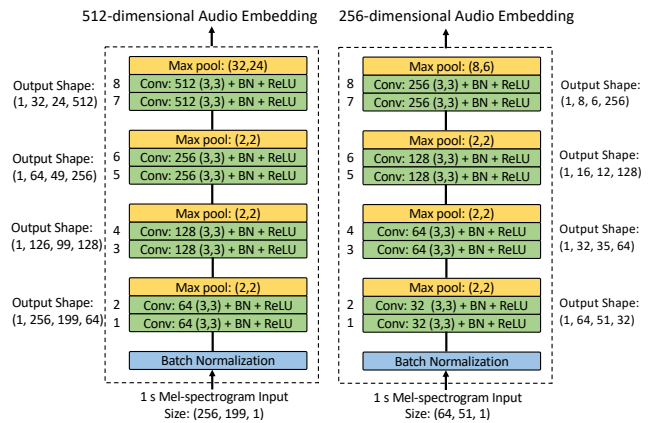 512-dimensional Audio Embedding
Max pool: (32,24)
8 Conv: 512 (3,3) + BN + ReLU
7 Conv: 512 (3,3) + BN + ReLU
Output Shape:
(1, 32, 24, 512)
Max pool: (2,2)
6 Conv: 256 (3,3) + BN + ReLU
5 Conv: 256 (3,3) + BN + ReLU
Output Shape:
(1, 64, 49, 256)
Max pool: (2,2)
4 Conv: 128 (3,3) + BN + ReLU
3 Conv: 128 (3,3) + BN + ReLU
Output Shape:
(1, 126, 99, 128)
Max pool: (2,2)
2 Conv: 64 (3,3) + BN + ReLU
1 Conv: 64 (3,3) + BN + ReLU
Output Shape:
(1, 256, 199, 64)
Batch Normalization
1 s Mel-spectrogram Input
Size: (256, 199, 1)
256-dimensional Audio Embedding
Max pool: (8,6)
8 Conv: 256 (3,3) + BN + ReLU
7 Conv: 256 (3,3) + BN + ReLU
Output Shape:
(1, 8, 6, 256)
Max pool: (2,2)
6 Conv: 128 (3,3) + BN + ReLU
5 Conv: 128 (3,3) + BN + ReLU
Output Shape:
(1, 16, 12, 128)
Max pool: (2,2)
4 Conv: 64 (3,3) + BN + ReLU
3 Conv: 64 (3,3) + BN + ReLU
Output Shape:
(1, 32, 35, 64)
Max pool: (2,2)
2 Conv: 32 (3,3) + BN + ReLU
1 Conv: 32 (3,3) + BN + ReLU
Output Shape:
(1, 64, 51, 32)
Batch Normalization
1 s Mel-spectrogram Input
Size: (64, 51, 1)